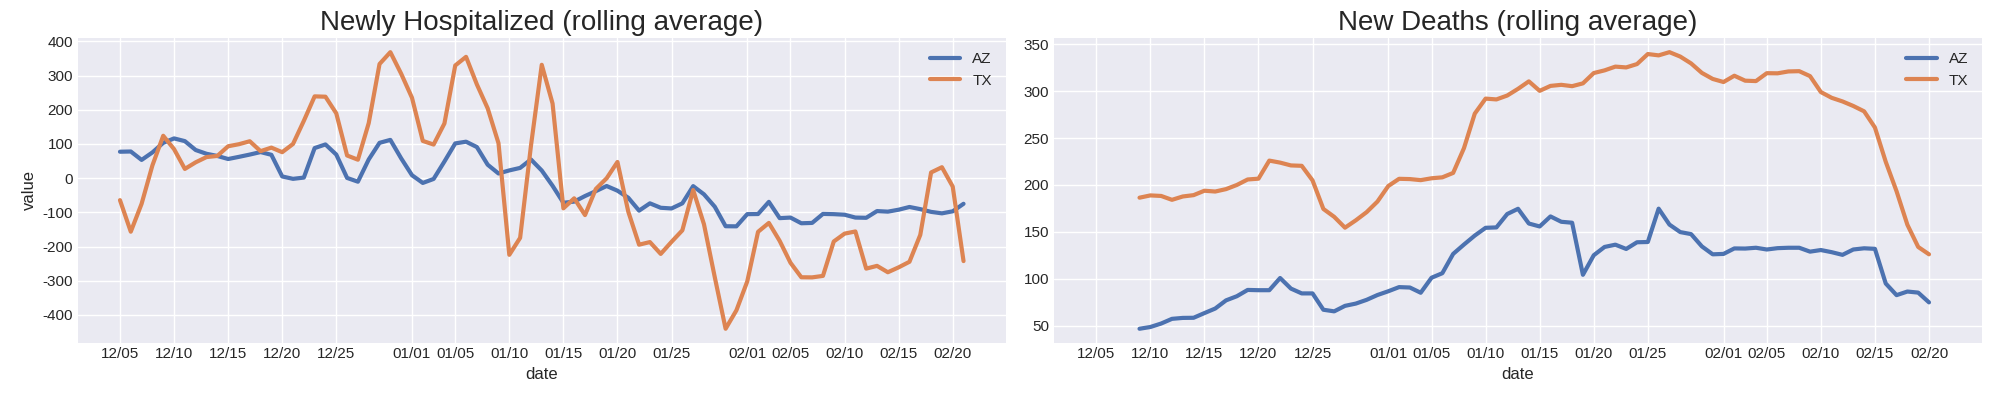 Newly Hospitalized (rolling average)
400
300
200
100
0
-100
-200
-300
-400
value
AZ
TX
12/05 12/10 12/15 12/20 12/25 01/01 01/05 01/10 01/15 01/20 01/25 02/01 02/05 02/10 02/15 02/20
date
New Deaths (rolling average)
350
300
250
200
150
100
50
AZ
TX
12/05 12/10 12/15 12/20 12/25 01/01 01/05 01/10 01/15 01/20 01/25 02/01 02/05 02/10 02/15 02/20
date